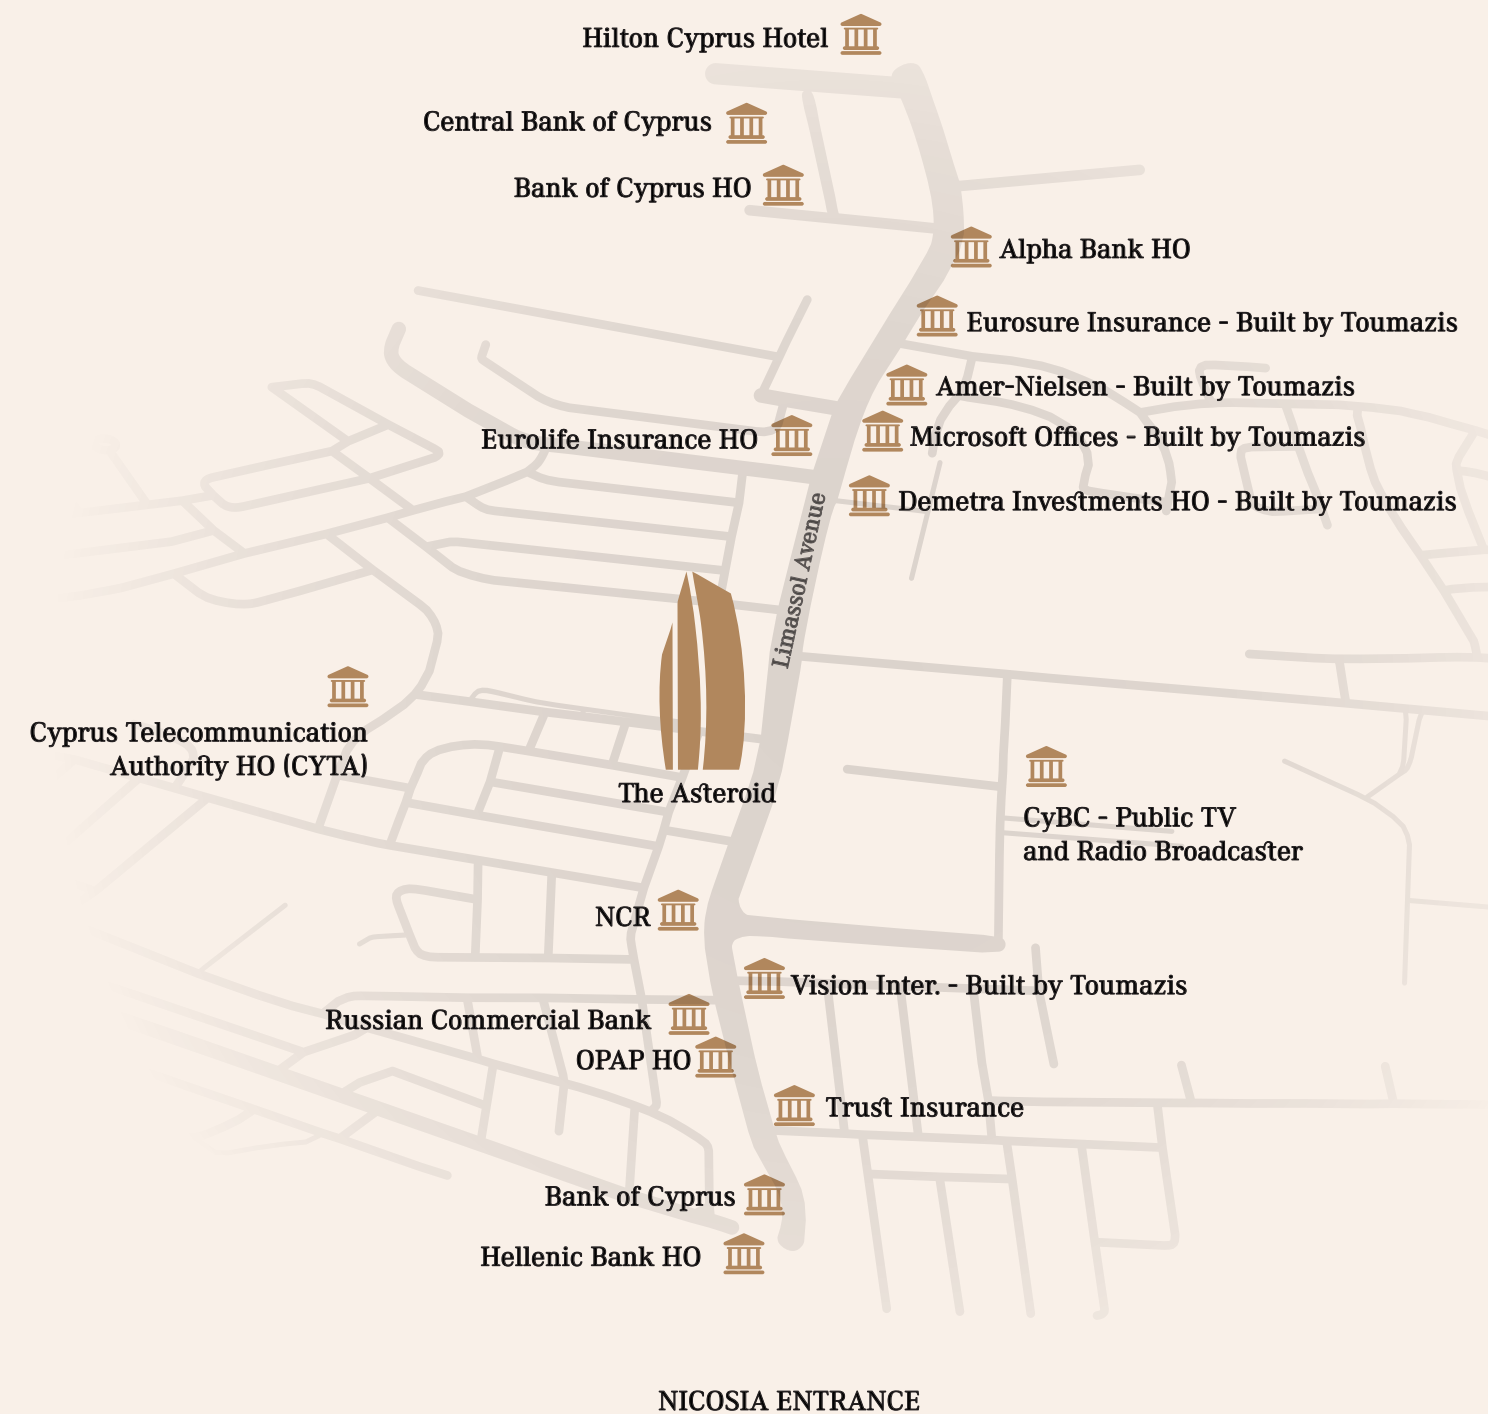 Hilton Cyprus Hotel
Central Bank of Cyprus
Bank of Cyprus HO
Alpha Bank HO
Eurosure Insurance - Built by Toumazis
Amer-Nielsen - Built by Toumazis
Eurolife Insurance HO
Microsoft Offices - Built by Toumazis
Demetra Investments HO - Built by Toumazis
Limassol Avenue
Cyprus Telecommunication
Authority HO (CYTA)
The Asteroid
CyBC - Public TV
and Radio Broadcaster
NCR
Vision Inter. - Built by Toumazis
Russian Commercial Bank
OPAP HO
Trust Insurance
Bank of Cyprus
Hellenic Bank HO
NICOSIA ENTRANCE